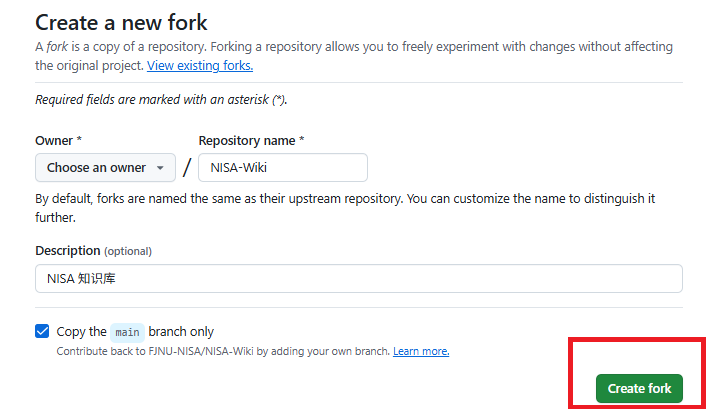 Create a new fork
A fork is a copy of a repository. Forking a repository allows you to freely experiment with changes without affecting
the original project. View existing forks.
Required fields are marked with an asterisk (*).
Owner * Repository name *
Choose an owner / NISA-Wiki
By default, forks are named the same as their upstream repository. You can customize the name to distinguish it
further.
Description (optional)
NISA 知识库
Copy the main branch only
Contribute back to FJNU-NISA/NISA-Wiki by adding your own branch. Learn more.
Create fork